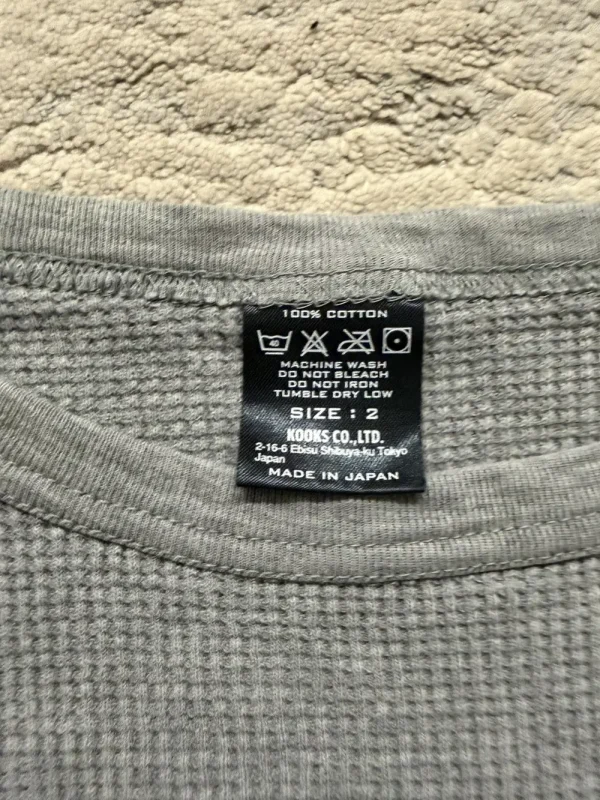 100% COTTON
40
MACHINE WASH
DO NOT BLEACH
DO NOT IRON
TUMBLE DRY LOW
SIZE : 2
KOOKS CO.,LTD.
2-16-6 Ebisu Shibuya-ku Tokyo
Japan
MADE IN JAPAN